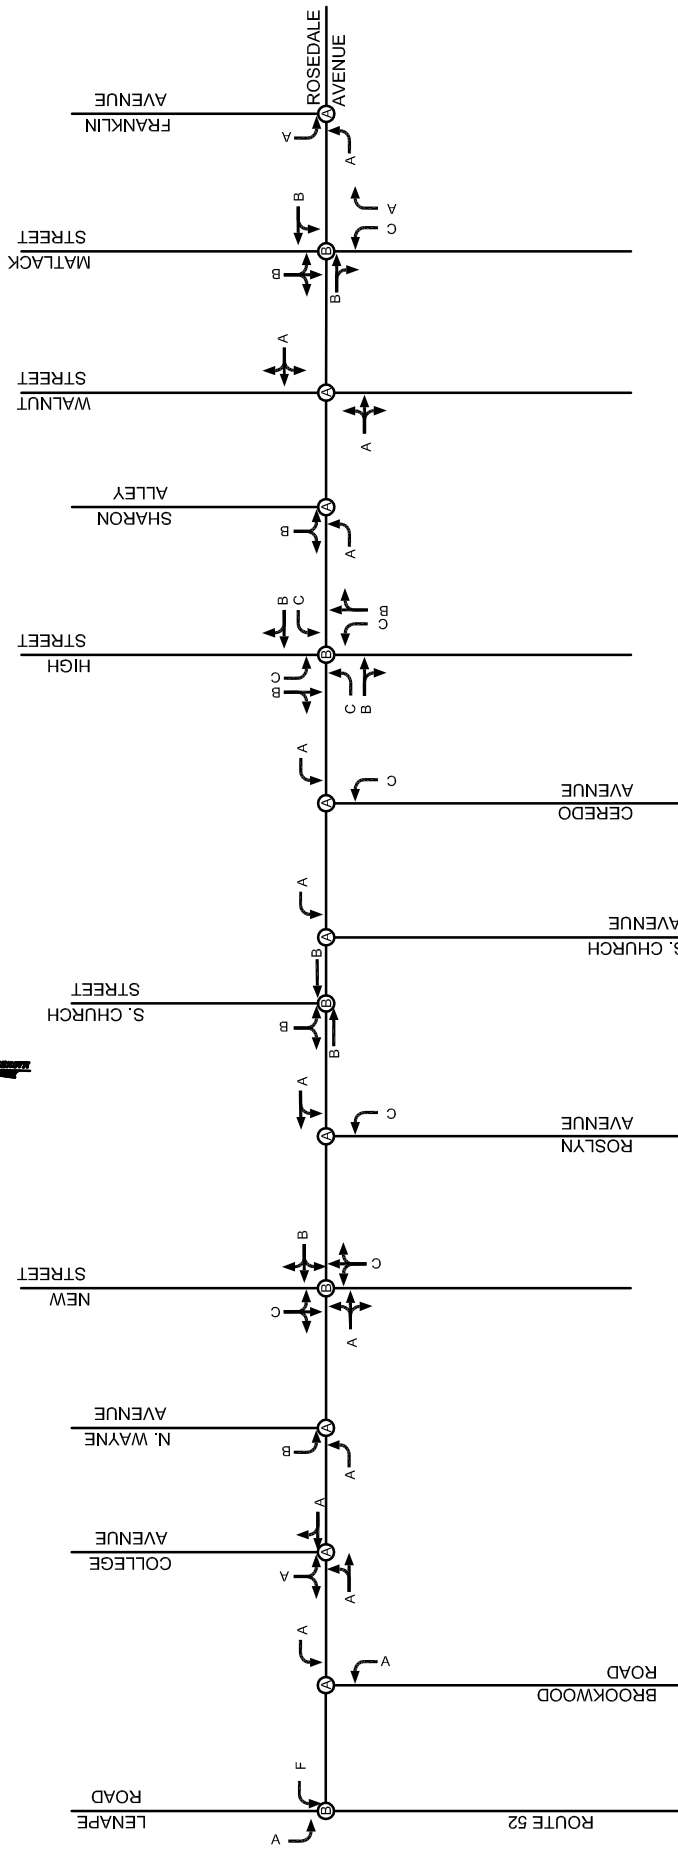 ROSEDALE
AVENUE
FRANKLIN
AVENUE
A
A
A
MATLACK
STREET
B
B
B
A
C
B
WALNUT
STREET
A
A
A
SHARON
ALLEY
A
B
A
HIGH
STREET
B
C
B
C
B
C
B
C
B
CEREDO
AVENUE
A
C
A
S. CHURCH
AVENUE
A
A
S. CHURCH
STREET
B
B
B
B
ROSLYN
AVENUE
A
C
A
NEW
STREET
B
C
B
C
A
N. WAYNE
AVENUE
A
B
A
COLLEGE
AVENUE
A
A
A
A
BROOKWOOD
ROAD
A
A
A
LENAPE
ROAD
F
B
A
ROUTE 52